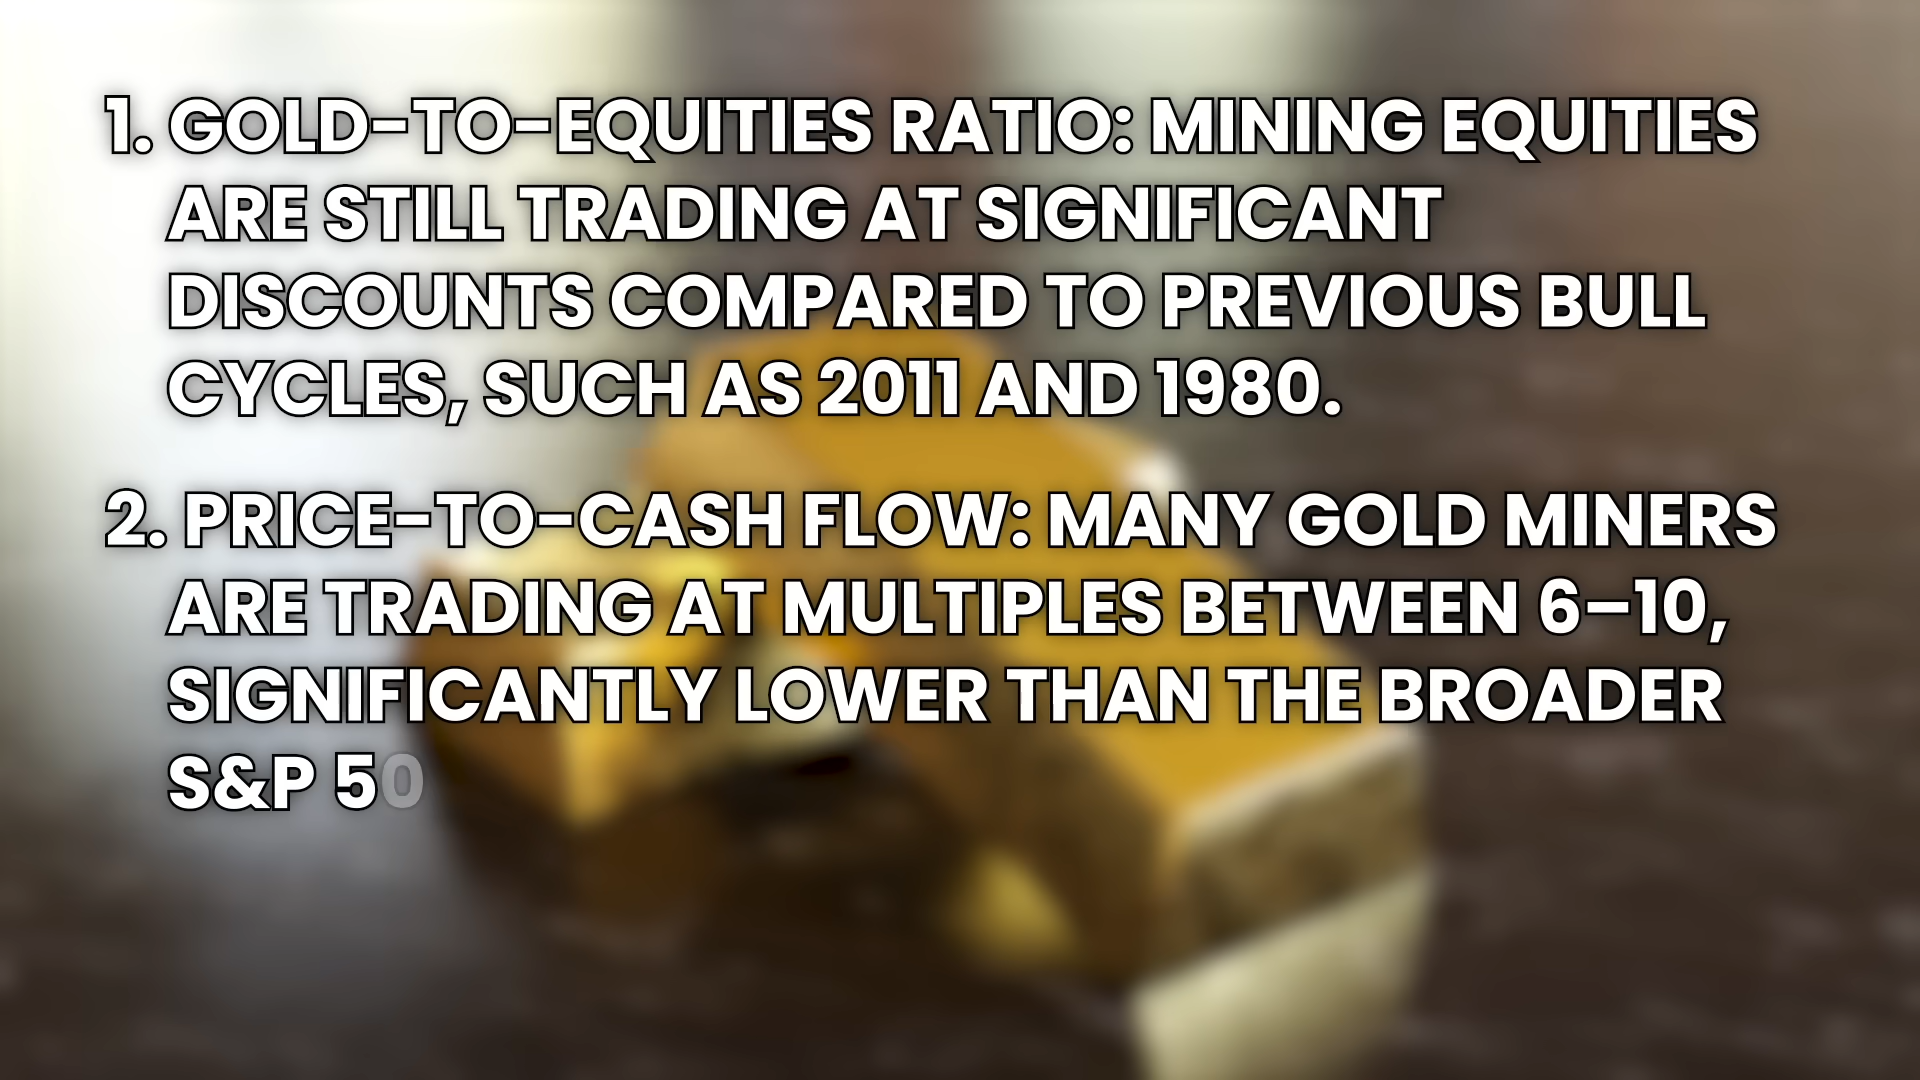 1. GOLD-TO-EQUITIES RATIO: MINING EQUITIES
ARE STILL TRADING AT SIGNIFICANT
DISCOUNTS COMPARED TO PREVIOUS BULL
CYCLES, SUCH AS 2011 AND 1980.
2. PRICE-TO-CASH FLOW: MANY GOLD MINERS
ARE TRADING AT MULTIPLES BETWEEN 6–10,
SIGNIFICANTLY LOWER THAN THE BROADER
S&P 50